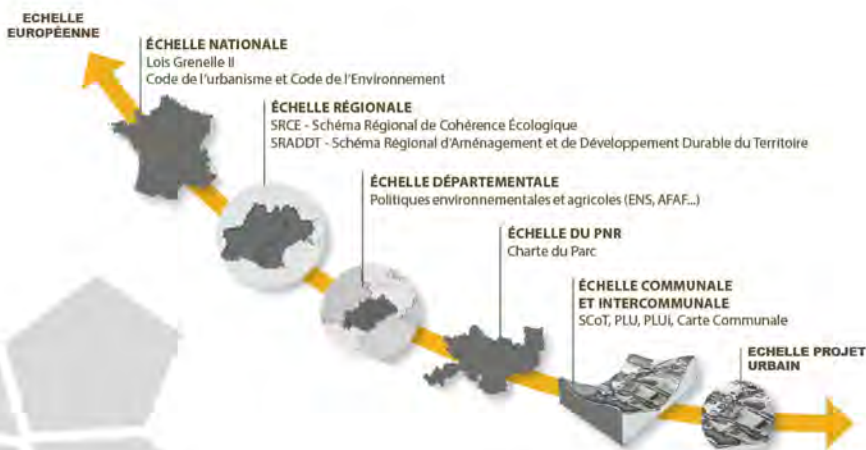 ECHELLE
EUROPÉENNE
ÉCHELLE NATIONALE
Lois Grenelle II
Code de l'urbanisme et Code de l'Environnement
ÉCHELLE RÉGIONALE
SRCE - Schéma Régional de Cohérence Écologique
SRADDT - Schéma Régional d'Aménagement et de Développement Durable du Territoire
ÉCHELLE DÉPARTEMENTALE
Politiques environnementales et agricoles (ENS, AFAF...)
ÉCHELLE DU PNR
Charte du Parc
ÉCHELLE COMMUNALE
ET INTERCOMMUNALE
SCoT, PLU, PLUi, Carte Communale
ECHELLE PROJET
URBAIN